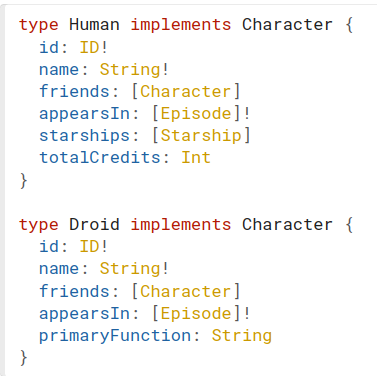 type Human implements Character {
  id: ID!
  name: String!
  friends: [Character]
  appearsIn: [Episode]!
  starships: [Starship]
  totalCredits: Int
}

type Droid implements Character {
  id: ID!
  name: String!
  friends: [Character]
  appearsIn: [Episode]!
  primaryFunction: String
}